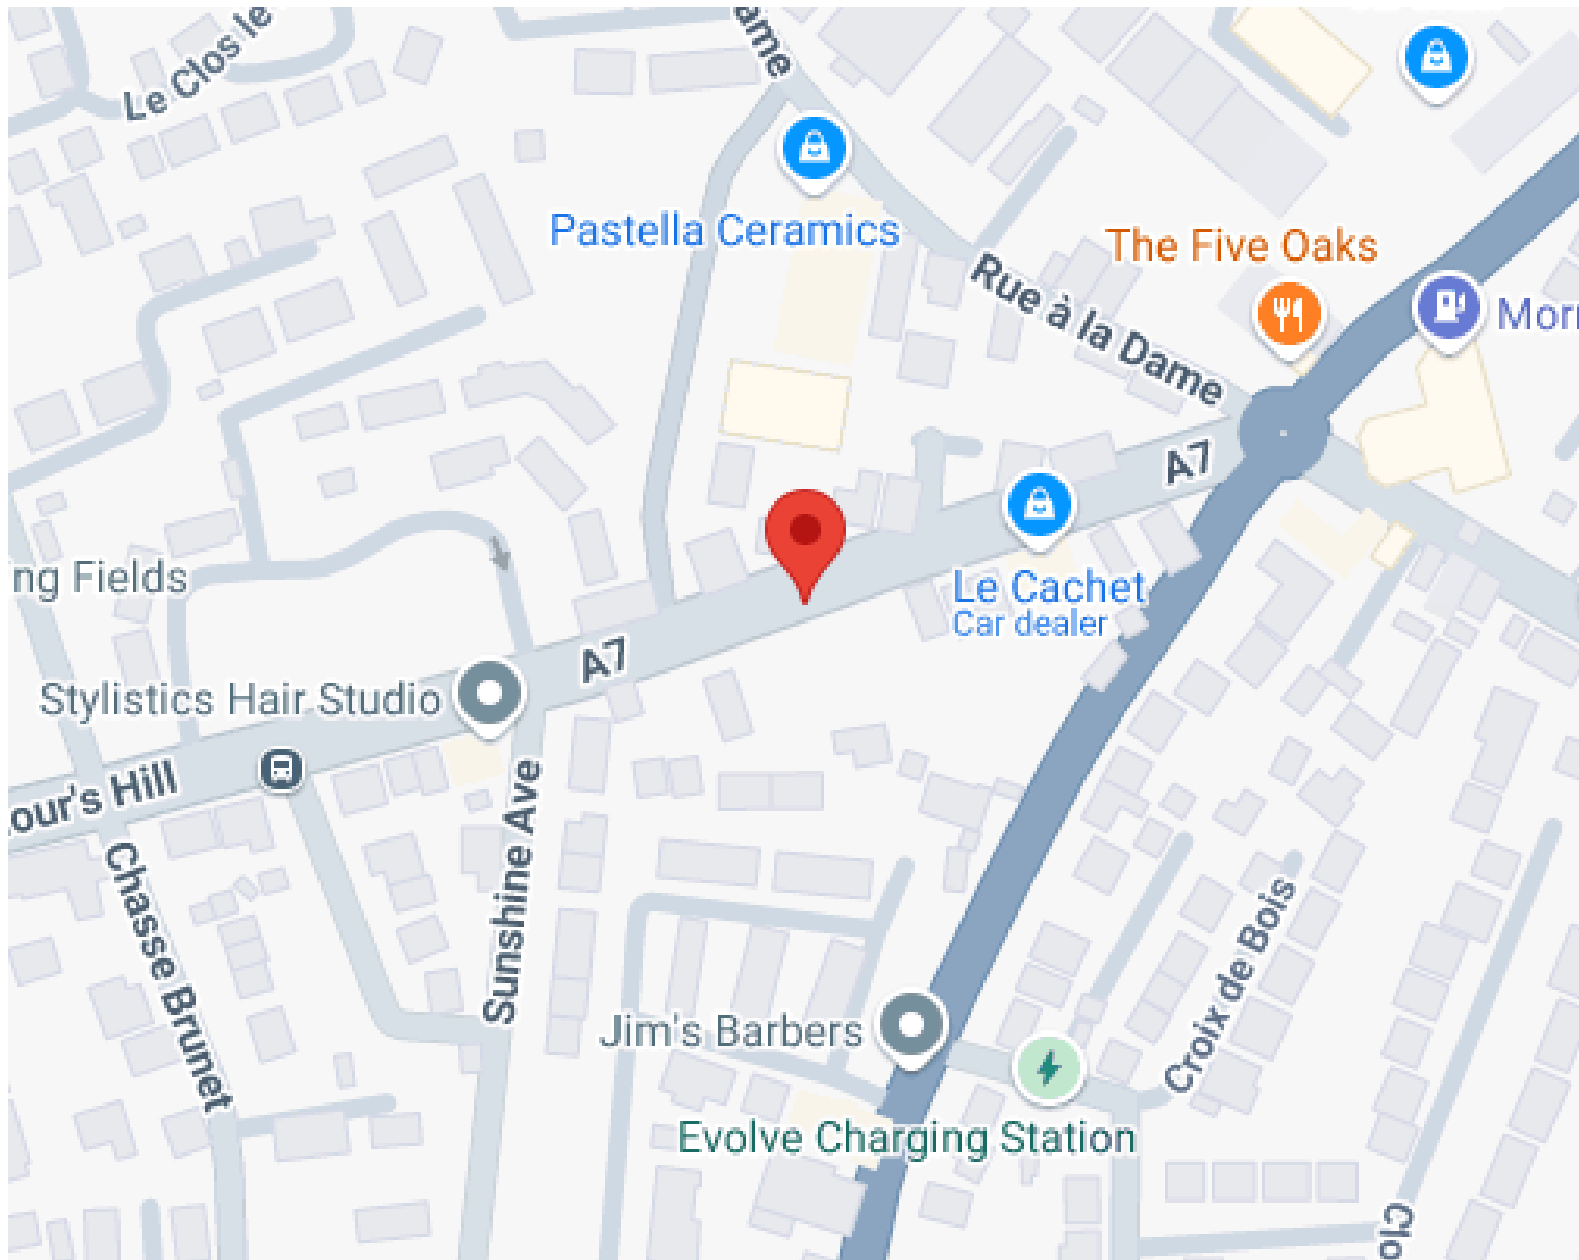 Le Clos le
ame
Pastella Ceramics
The Five Oaks
Rue à la Dame
Morr
A7
Le Cachet
Car dealer
ng Fields
A7
Stylistics Hair Studio
our's Hill
Sunshine Ave
Chasse Brunet
Croix de Bois
Jim's Barbers
Evolve Charging Station
Clo